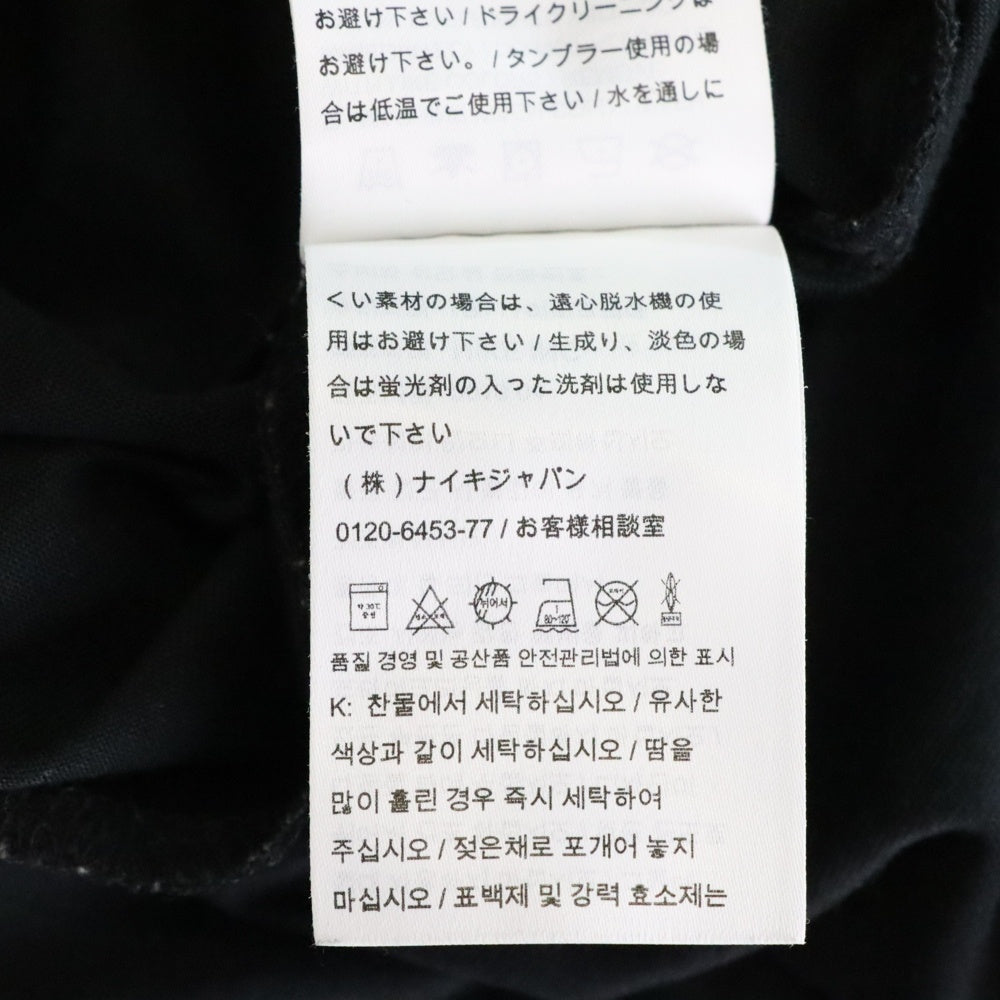 お避け下さい / ドライクリーニングは
お避け下さい。 / タンブラー使用の場
合は低温でご使用下さい / 水を通しに
くい素材の場合は、遠心脱水機の使
用はお避け下さい / 生成り、淡色の場
合は蛍光剤の入った洗剤は使用しな
いで下さい
(株)ナイキジャパン
0120-6453-77 / お客様相談室
약 30℃ 중성 뉘어서 80~120℃
품질 경영 및 공산품 안전관리법에 의한 표시
K: 찬물에서 세탁하십시오 / 유사한
색상과 같이 세탁하십시오 / 땀을
많이 흘린 경우 즉시 세탁하여
주십시오 / 젖은채로 포개어 놓지
마십시오 / 표백제 및 강력 효소제는